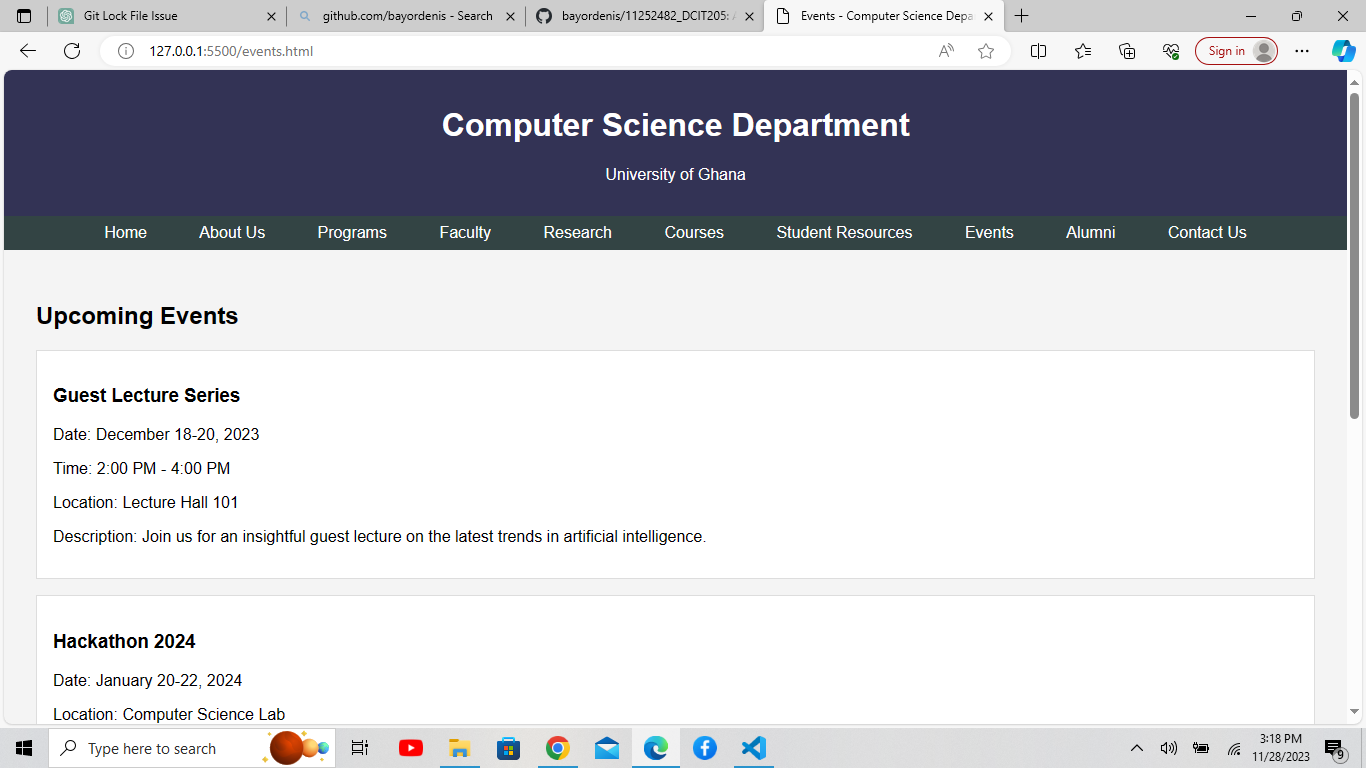 Git Lock File Issue
github.com/bayordenis - Search
bayordenis/11252482_DCIT205:
Events - Computer Science Depa
127.0.0.1:5500/events.html
Sign in
Computer Science Department
University of Ghana
Home About Us Programs Faculty Research Courses Student Resources Events Alumni Contact Us
Upcoming Events
Guest Lecture Series
Date: December 18-20, 2023
Time: 2:00 PM - 4:00 PM
Location: Lecture Hall 101
Description: Join us for an insightful guest lecture on the latest trends in artificial intelligence.
Hackathon 2024
Date: January 20-22, 2024
Location: Computer Science Lab
Type here to search
3:18 PM
11/28/2023
9